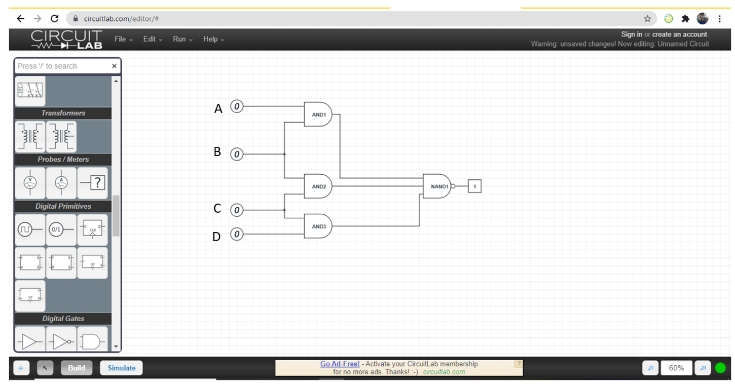 circuitlab.com/editor/#
CIRCUIT
LAB
File
Edit
Run
Help
Sign in or create an account
Warning: unsaved changes! Now editing: Unnamed Circuit
Press '/' to search
×
Transformers
Probes / Meters
V
A
?
Digital Primitives
0/1
Digital Gates
A
0
AND1
B
0
AND2
NAND1
1
C
0
AND3
D
0
+
Build
Simulate
Go Ad Free! - Activate your CircuitLab membership
for no more ads. Thanks! :-) circuitlab.com
60%